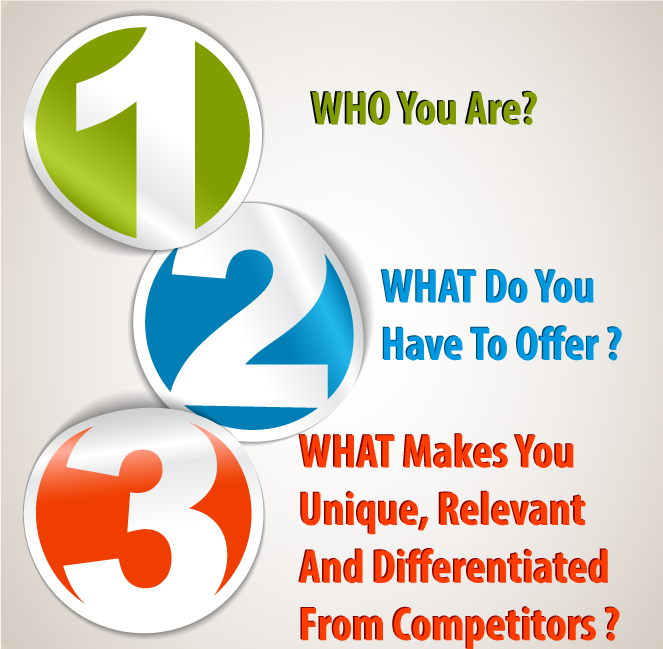 1
WHO You Are?
2
WHAT Do You
Have To Offer ?
3
WHAT Makes You
Unique, Relevant
And Differentiated
From Competitors ?